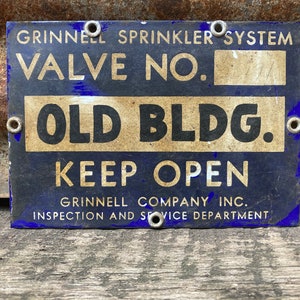 GRINNELL SPRINKLER SYSTEM
VALVE NO.
OLD BLDG.
KEEP OPEN
GRINNELL COMPANY INC.
INSPECTION AND SERVICE DEPARTMENT